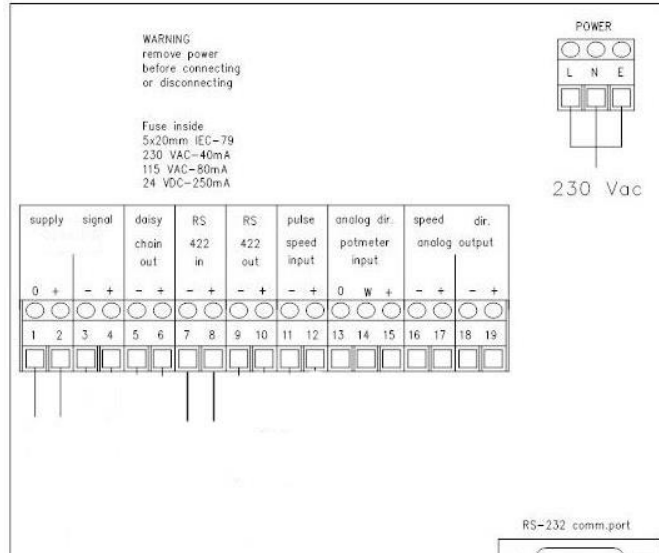 POWER
WARNING
remove power
before connecting
or disconnecting
L N E
Fuse inside
5x20mm IEC-79
230 VAC-40mA
115 VAC-80mA
24 VDC-250mA
230 Vac
supply signal daisy RS RS pulse analog dir. speed dir.
chain 422 422 speed potmeter analog output
out in out input input
0 + - + - + - + - + - + 0 W + - + - +
1 2 3 4 5 6 7 8 9 10 11 12 13 14 15 16 17 18 19
RS-232 comm.port